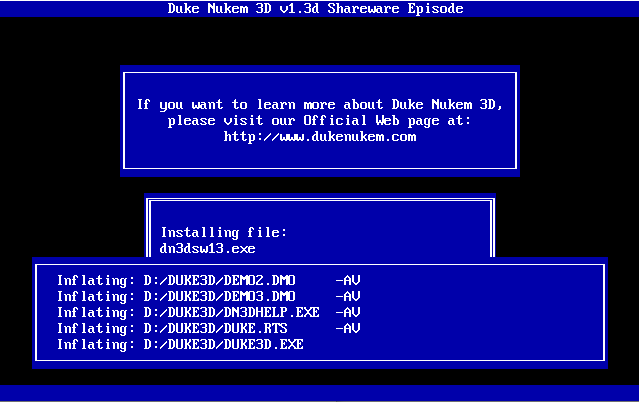 Duke Nukem 3D v1.3d Shareware Episode
If you want to learn more about Duke Nukem 3D,
please visit our Official Web page at:
http://www.dukenukem.com
Installing file:
dn3dsw13.exe
Inflating: D:/DUKE3D/DEMO2.DMO -AV
Inflating: D:/DUKE3D/DEMO3.DMO -AV
Inflating: D:/DUKE3D/DN3DHELP.EXE -AV
Inflating: D:/DUKE3D/DUKE.RTS -AV
Inflating: D:/DUKE3D/DUKE3D.EXE